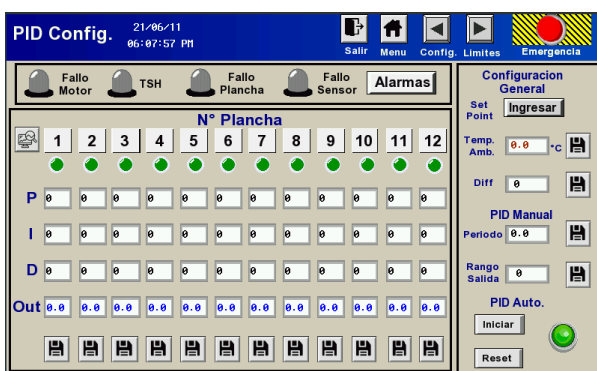 PID Config.
21/06/11
06:07:57 PM
Salir Menu Config. Limites Emergencia
Fallo Motor
TSH
Fallo Plancha
Fallo Sensor
Alarmas
N° Plancha
1 2 3 4 5 6 7 8 9 10 11 12
P 0 0 0 0 0 0 0 0 0 0 0
I 0 0 0 0 0 0 0 0 0 0 0
D 0 0 0 0 0 0 0 0 0 0 0
Out 0.0 0.0 0.0 0.0 0.0 0.0 0.0 0.0 0.0 0.0 0.0
Configuracion
General
Set
Point
Ingresar
Temp.
Amb.
0.0 °C
Diff 0
PID Manual
Periodo 0.0
Rango
Salida
0
PID Auto.
Iniciar
Reset